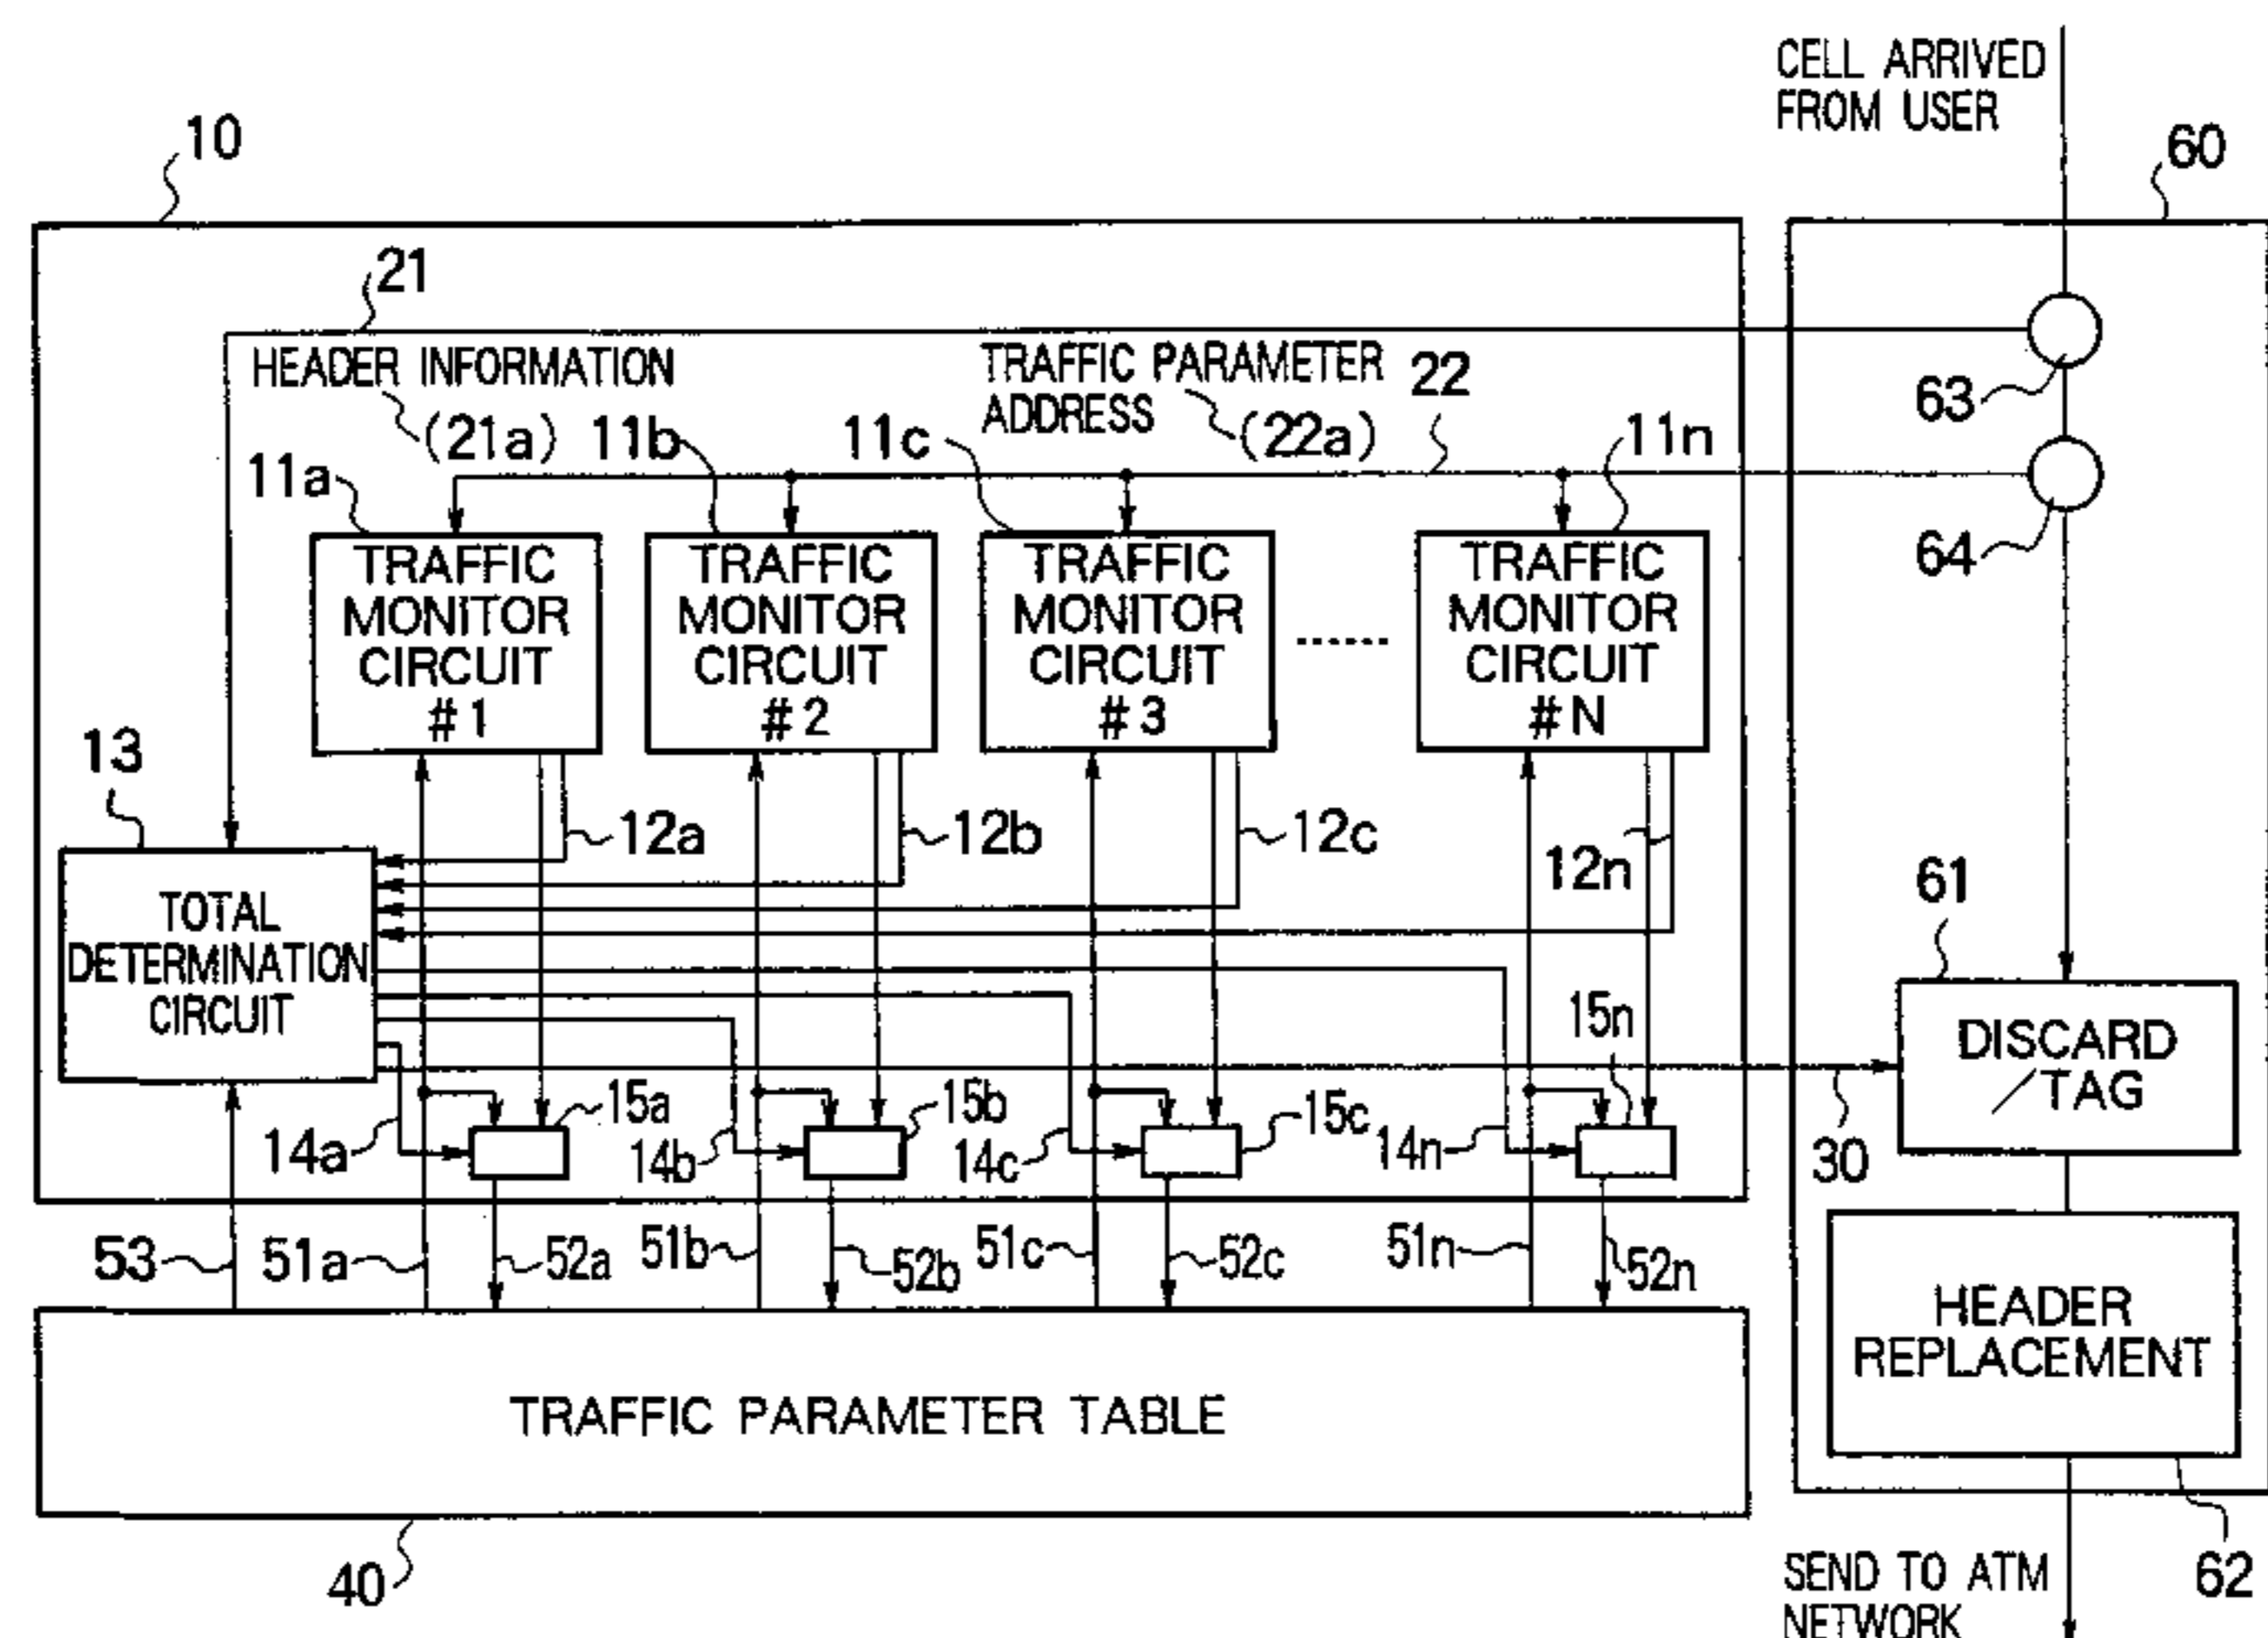 CELL ARRIVED
FROM USER
10
60
21
HEADER INFORMATION
(21a)
TRAFFIC PARAMETER
ADDRESS
(22a)
22
63
11a
11b
11c
11n
64
TRAFFIC
MONITOR
CIRCUIT
#1
TRAFFIC
MONITOR
CIRCUIT
#2
TRAFFIC
MONITOR
CIRCUIT
#3
......
TRAFFIC
MONITOR
CIRCUIT
#N
13
12a
12b
12c
12n
61
TOTAL
DETERMINATION
CIRCUIT
DISCARD
/TAG
14a
15a
14b
15b
14c
15c
14n
15n
30
53
51a
52a
51b
52b
51c
52c
51n
52n
HEADER
REPLACEMENT
TRAFFIC PARAMETER TABLE
40
62
SEND TO ATM
NETWORK